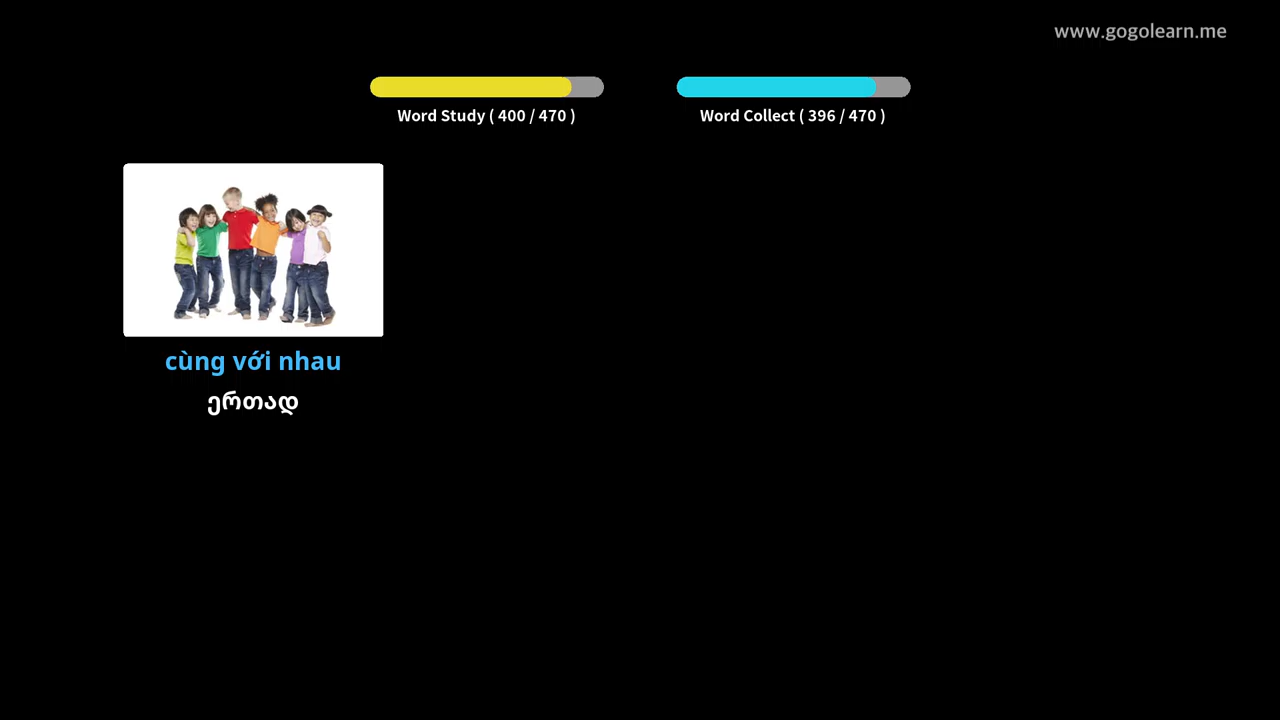 www.gogolearn.me
Word Study ( 400 / 470 )
Word Collect ( 396 / 470 )
cùng với nhau
ერთად